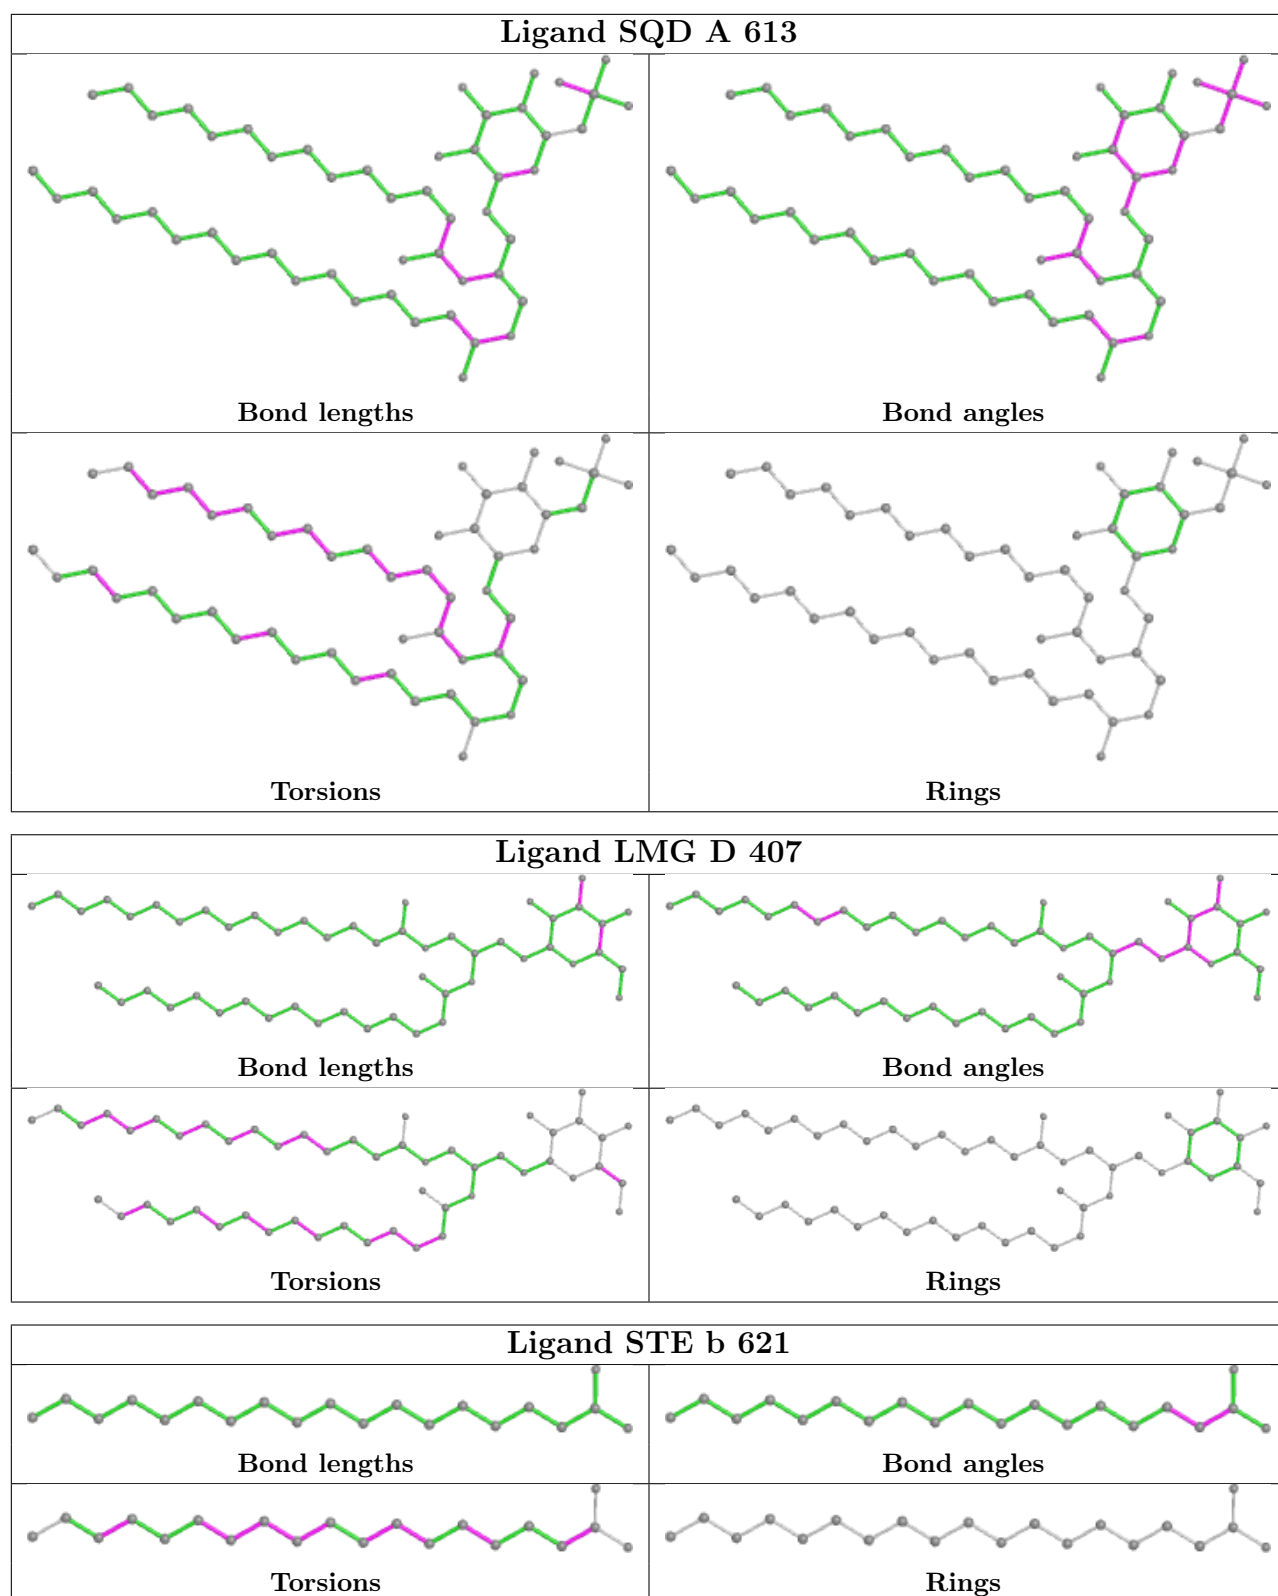 Ligand SQD A 613
Bond lengths
Bond angles
Torsions
Rings
Ligand LMG D 407
Bond lengths
Bond angles
Torsions
Rings
Ligand STE b 621
Bond lengths
Bond angles
Torsions
Rings